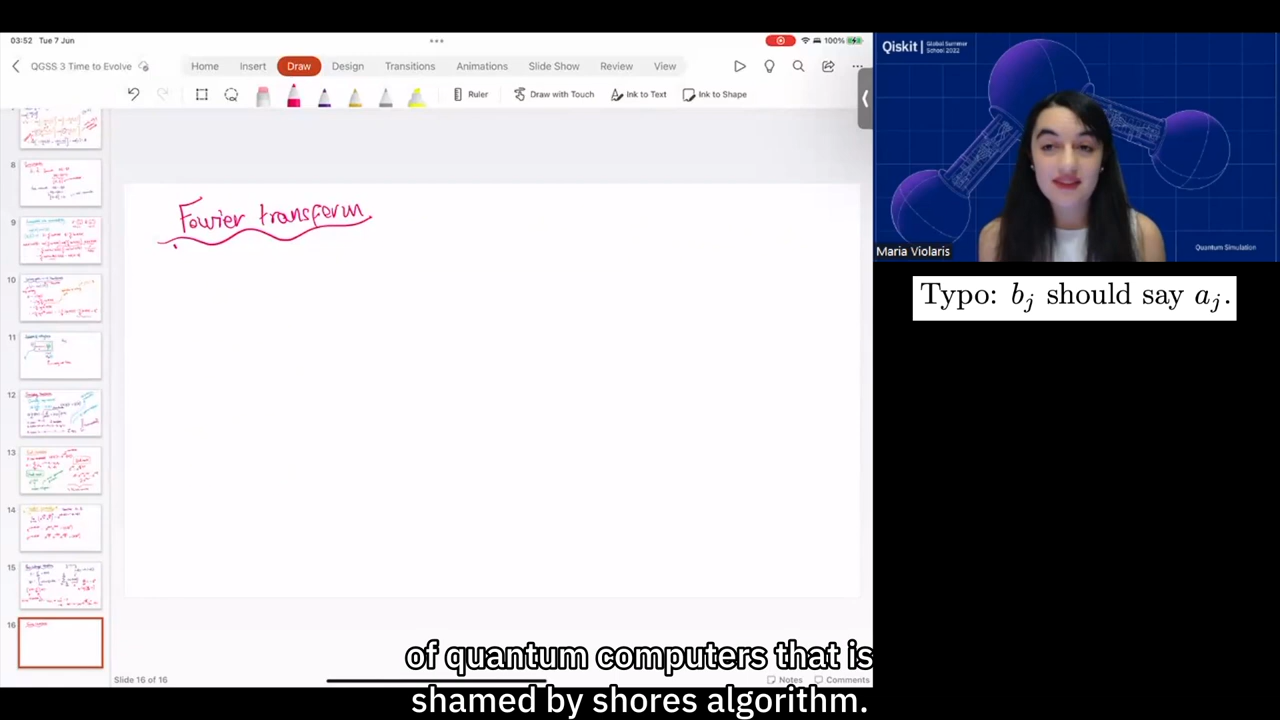 03:52 Tue 7 Jun
100%
QGSS 3 Time to Evolve
Home Insert Draw Design Transitions Animations Slide Show Review View
Ruler Draw with Touch Ink to Text Ink to Shape
Fourier transform
8
9
10
11
12
13
14
15
16
Slide 16 of 16
Notes Comments
Qiskit | Global Summer School 2022
Maria Violaris
Quantum Simulation
Typo: bⱼ should say aⱼ.
of quantum computers that is
shamed by shores algorithm.